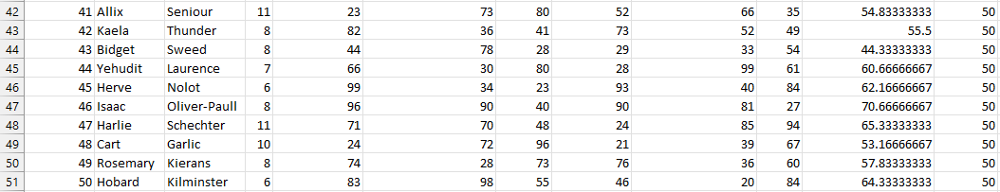 42 41 Allix Seniour 11 23 73 80 52 66 35 54.83333333 50
43 42 Kaela Thunder 8 82 36 41 73 52 49 55.5 50
44 43 Bidget Sweed 8 44 78 28 29 33 54 44.33333333 50
45 44 Yehudit Laurence 7 66 30 80 28 99 61 60.66666667 50
46 45 Herve Nolot 6 99 34 23 93 40 84 62.16666667 50
47 46 Isaac Oliver-Paull 8 96 90 40 90 81 27 70.66666667 50
48 47 Harlie Schechter 11 71 70 48 24 85 94 65.33333333 50
49 48 Cart Garlic 10 24 72 96 21 39 67 53.16666667 50
50 49 Rosemary Kierans 8 74 28 73 76 36 60 57.83333333 50
51 50 Hobard Kilminster 6 83 98 55 46 20 84 64.33333333 50